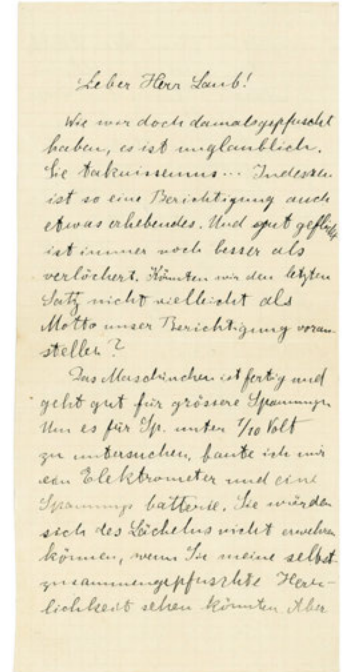 Lieber Herr Laub!
Wie wir doch damals gepfuscht
haben, es ist unglaublich.
Sie
Indessen
ist so eine Berichtigung auch
etwas erhebendes. Und gut geflickt
ist immer noch besser als
verlöchert. Könnten wir den letzten
Satz nicht vielleicht als
Motto unser Berichtigung voran-
stellen?
Das Maschinchen ist fertig und
geht gut für grössere Spannungen
Um es für Sp. unter 1/10 Volt
zu untersuchen, baute ich mir
ein Elektrometer und eine
Spannungs batterie. Sie würden
sich des Lächelns nicht erwehren
können, wenn Sie meine selbst
zusammengepfuschte Herr-
lichkeit sehen könnten. Aber